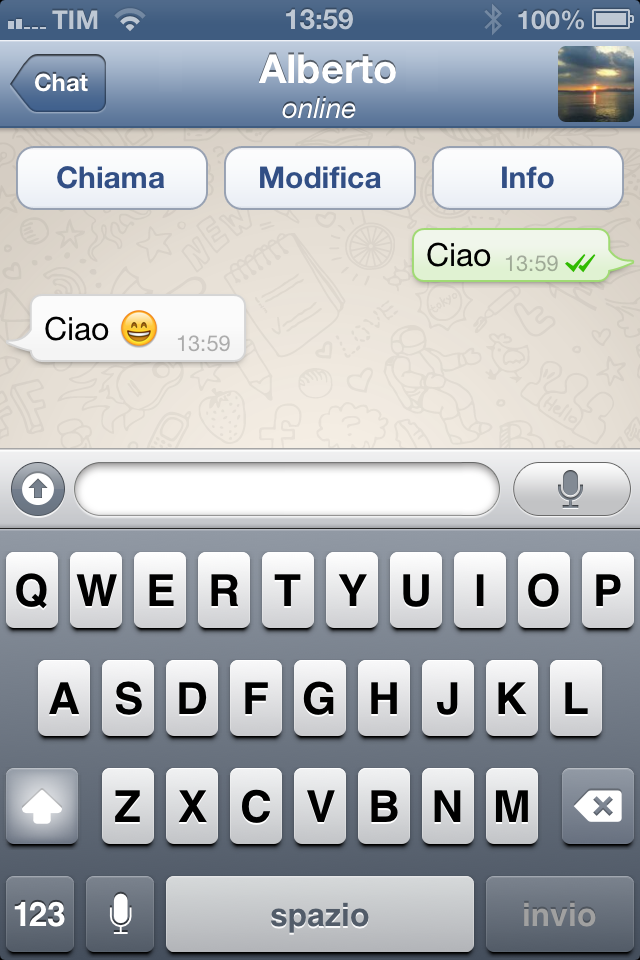 TIM 13:59 100%
Chat Alberto
online
Chiama Modifica Info
Ciao 13:59
Ciao 😄 13:59
Q W E R T Y U I O P
A S D F G H J K L
Z X C V B N M
123 spazio invio